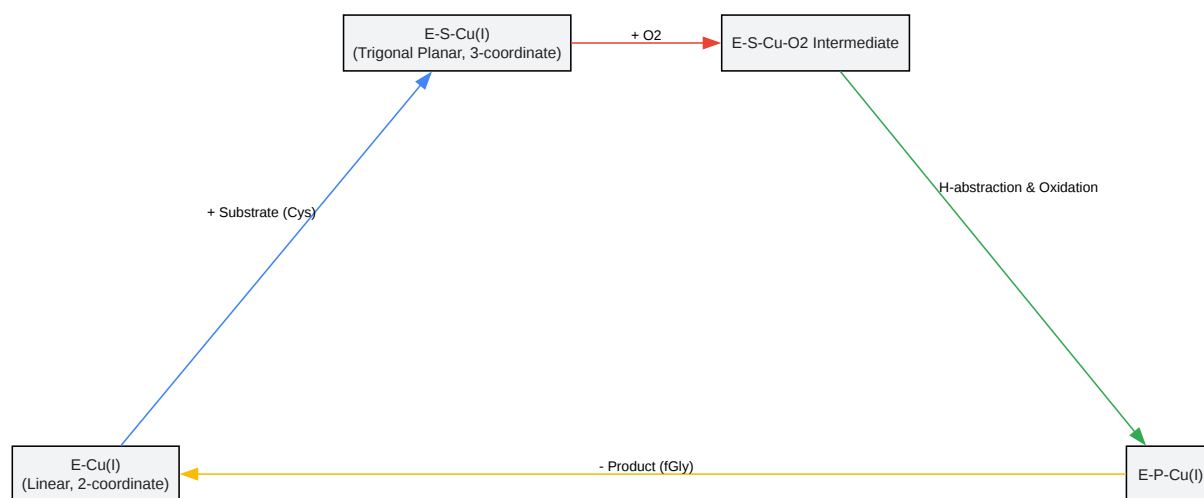 E-S-Cu(I)
(Trigonal Planar, 3-coordinate)
+ O2
E-S-Cu-O2 Intermediate
H-abstraction & Oxidation
+ Substrate (Cys)
E-Cu(I)
(Linear, 2-coordinate)
- Product (fGly)
E-P-Cu(I)